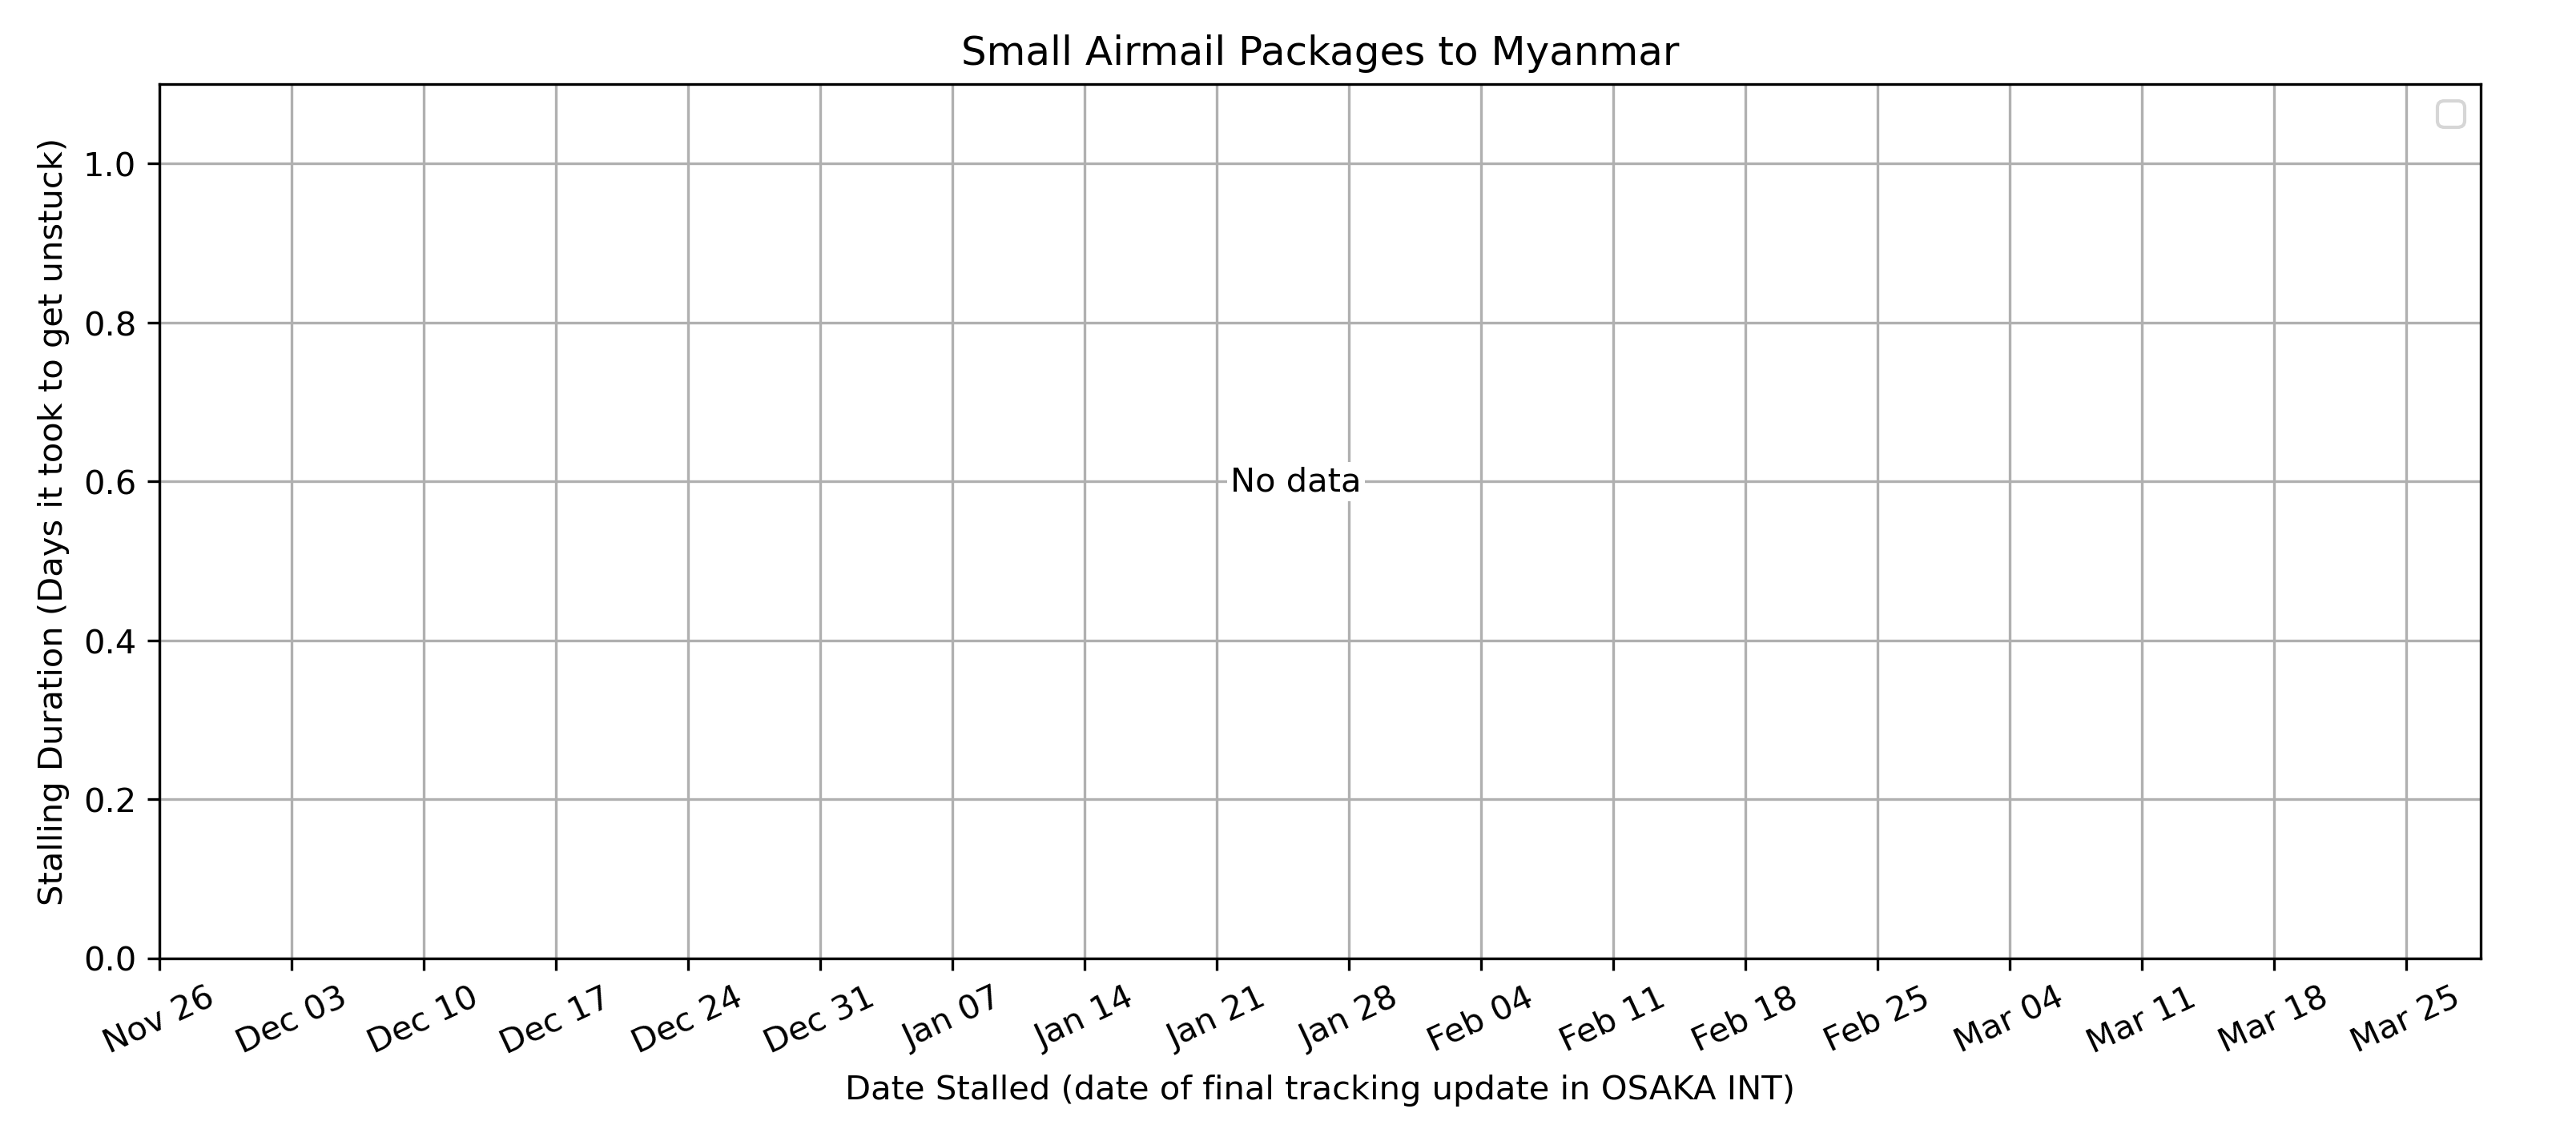 Small Airmail Packages to Myanmar
Stalling Duration (Days it took to get unstuck)
1.0
0.8
0.6
0.4
0.2
0.0
No data
Nov 26 Dec 03 Dec 10 Dec 17 Dec 24 Dec 31 Jan 07 Jan 14 Jan 21 Jan 28 Feb 04 Feb 11 Feb 18 Feb 25 Mar 04 Mar 11 Mar 18 Mar 25
Date Stalled (date of final tracking update in OSAKA INT)